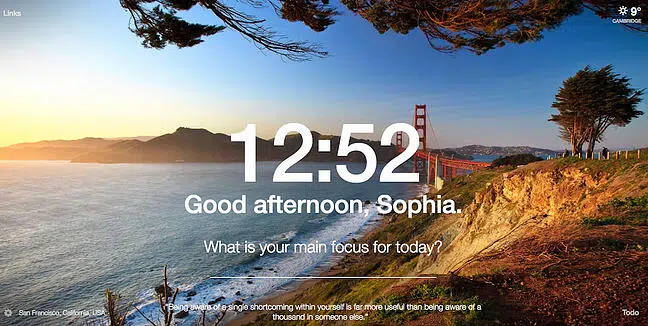 Links
9°
CAMBRIDGE
12:52
Good afternoon, Sophia.
What is your main focus for today?
"Being aware of a single shortcoming within yourself is far more useful than being aware of a
thousand in someone else."
San Francisco, California, USA
Todo